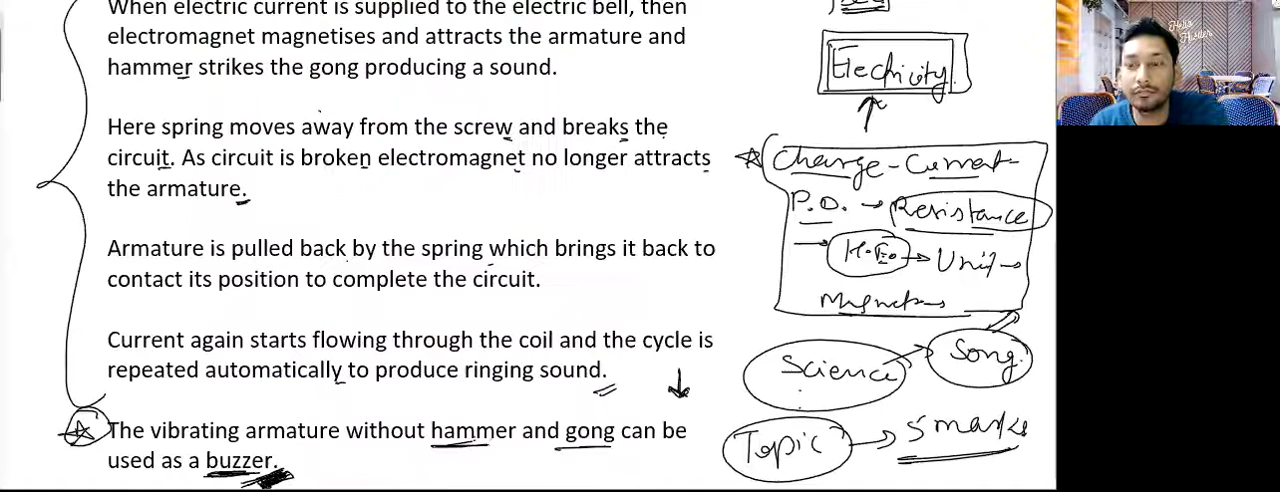 When electric current is supplied to the electric bell, then
electromagnet magnetises and attracts the armature and
hammer strikes the gong producing a sound.
Here spring moves away from the screw and breaks the
circuit. As circuit is broken electromagnet no longer attracts
the armature.
Armature is pulled back by the spring which brings it back to
contact its position to complete the circuit.
Current again starts flowing through the coil and the cycle is
repeated automatically to produce ringing sound.
The vibrating armature without hammer and gong can be
used as a buzzer.
Electricity
Charge - Current
P.D. → Resistance
→ Unit →
Science
Song.
Topic → 5 marks
Hello